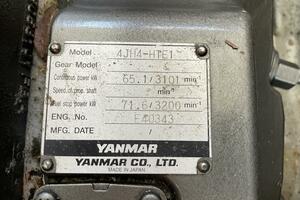 Model 4JH4-HTE1
Gear Model
Continuous power kW 65.1/3101 min⁻¹
Speed of prop. shaft min⁻¹
Fuel stop power kW 71.6/3200 min⁻¹
ENG. No. E40343
MFG. DATE /
YANMAR
YANMAR CO., LTD.
MADE IN JAPAN